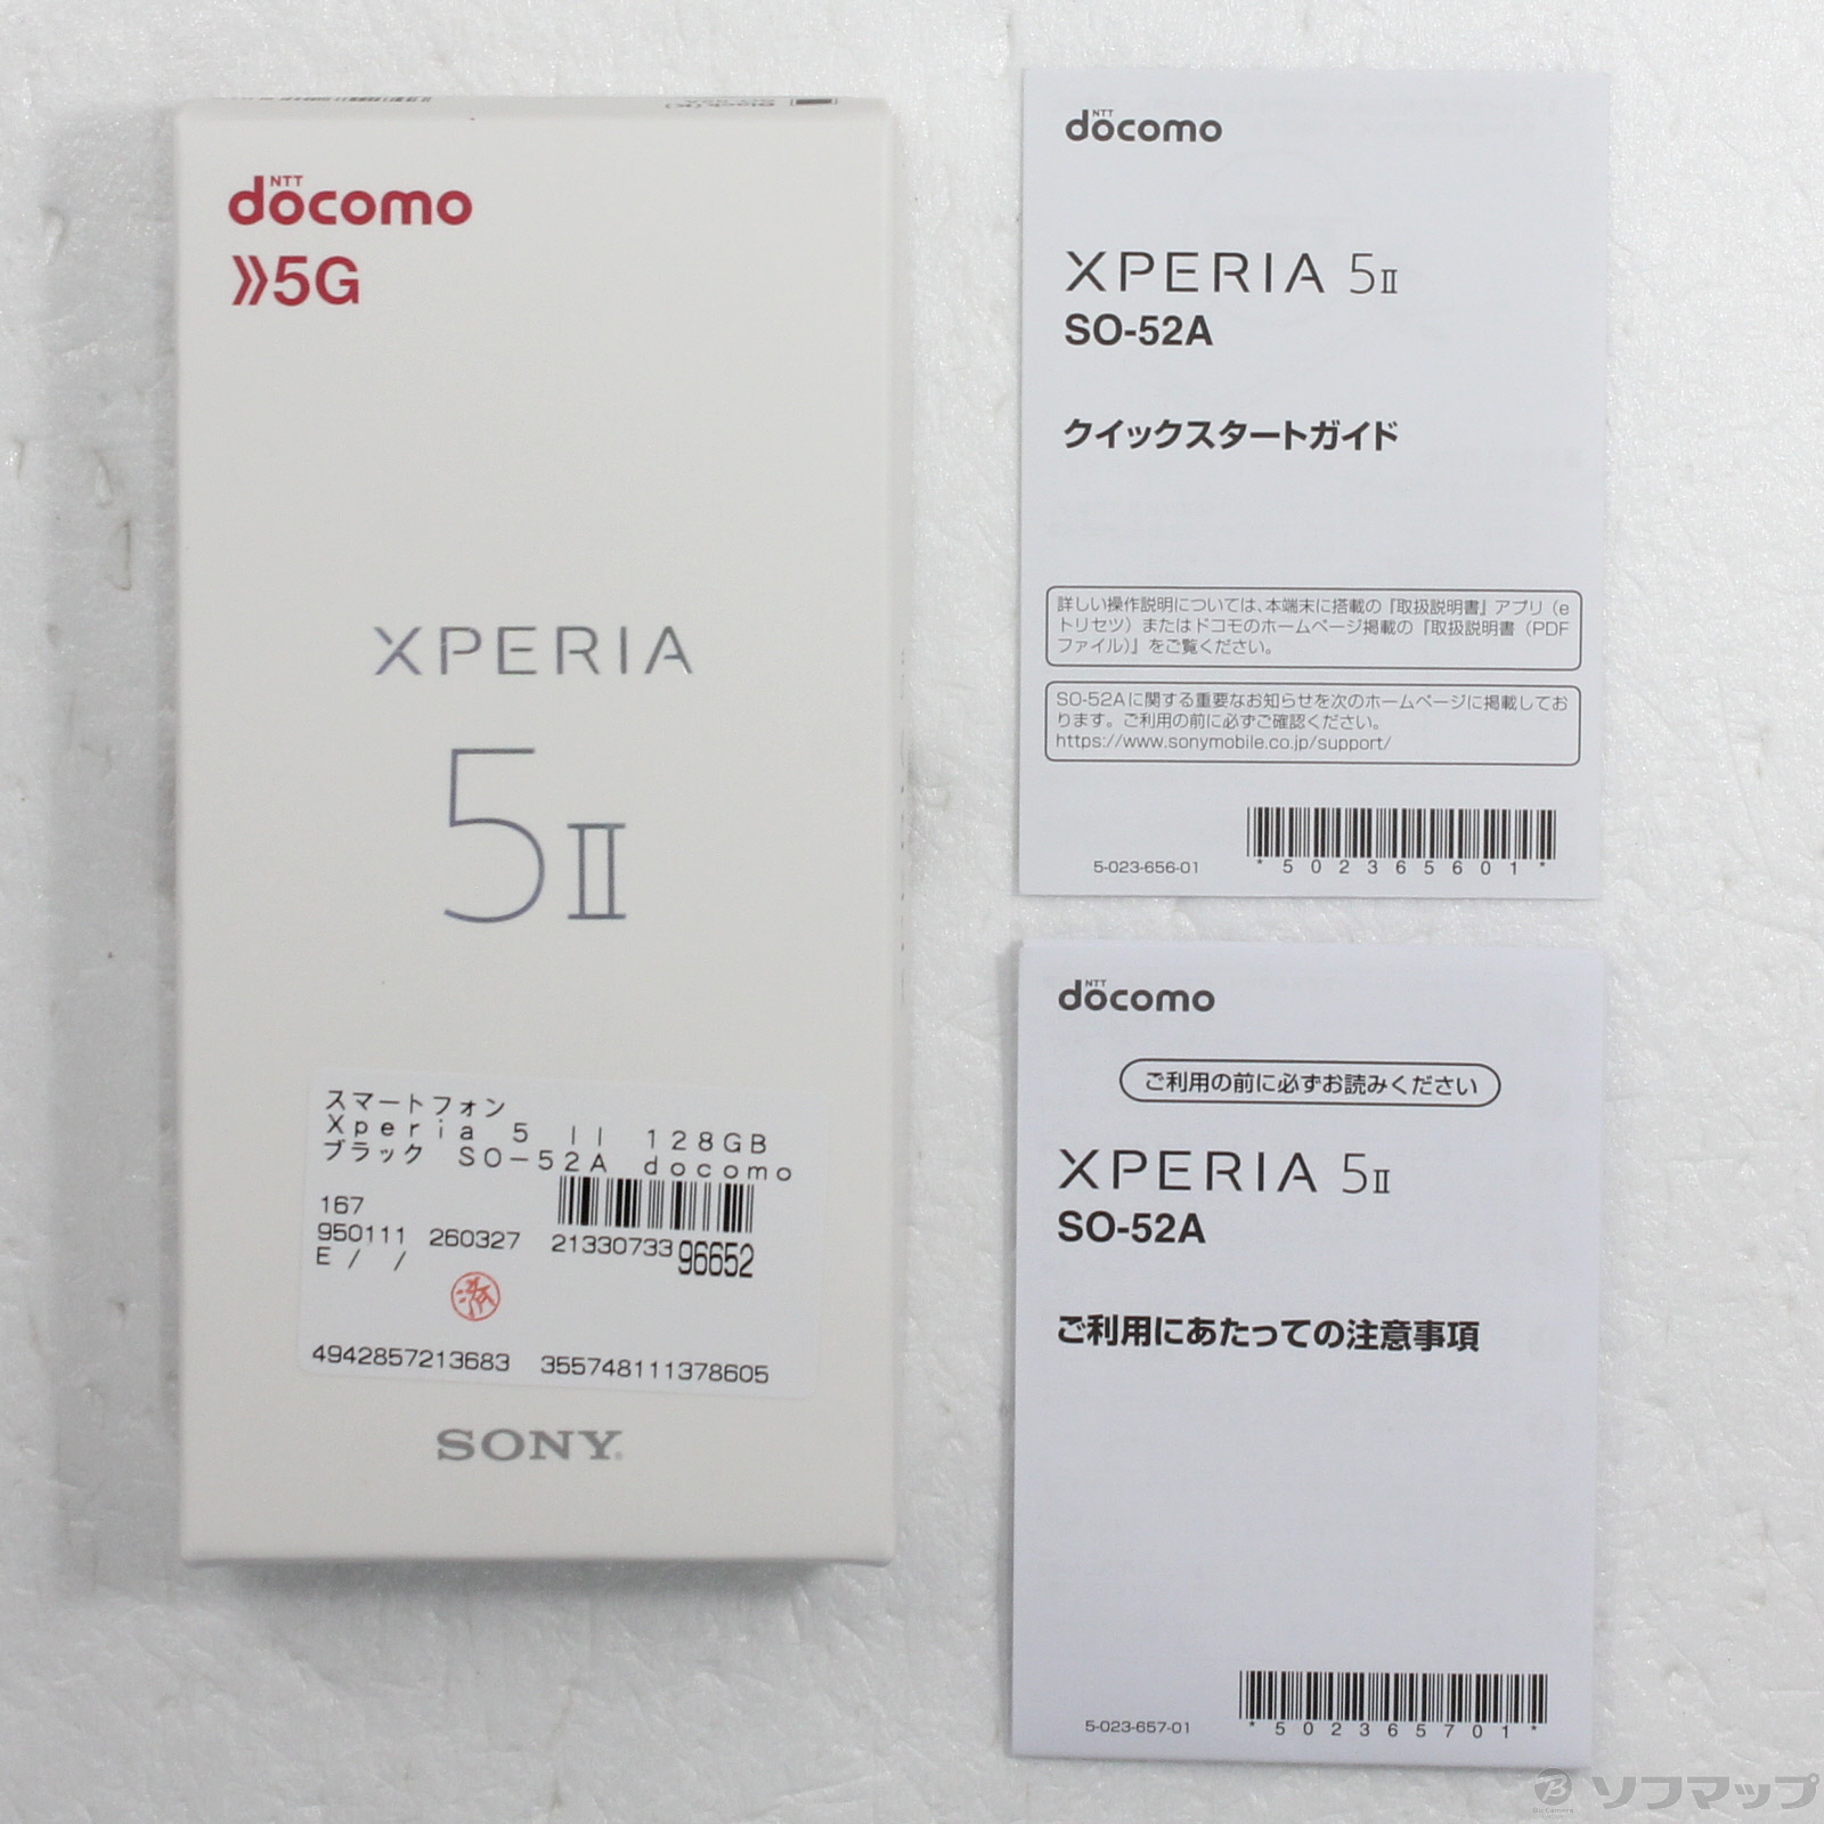 NTT
docomo
5G
XPERIA
5II
スマートフォン
Xperia 5 II 128GB
ブラック SO-52A docomo
167
950111 260327 2133073396652
E / /
済
4942857213683 355748111378605
SONY
NTT
docomo
XPERIA 5II
SO-52A
クイックスタートガイド
詳しい操作説明については、本端末に搭載の『取扱説明書』アプリ（e
トリセツ）またはドコモのホームページ掲載の『取扱説明書（PDF
ファイル）』をご覧ください。
SO-52Aに関する重要なお知らせを次のホームページに掲載してお
ります。ご利用の前に必ずご確認ください。
https://www.sonymobile.co.jp/support/
5-023-656-01
*502365601*
NTT
docomo
ご利用の前に必ずお読みください
XPERIA 5II
SO-52A
ご利用にあたっての注意事項
5-023-657-01
*502365701*
ソフマップ